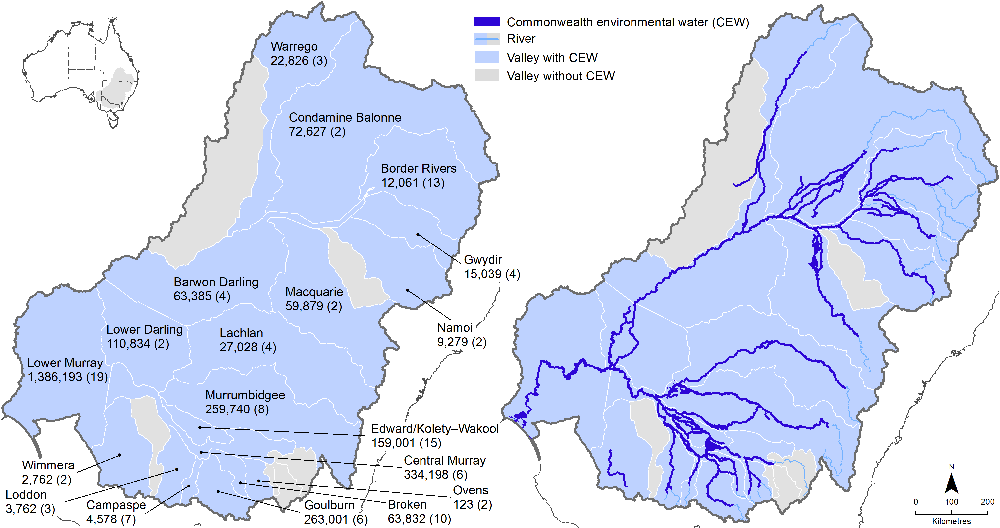 Commonwealth environmental water (CEW)
River
Valley with CEW
Valley without CEW
Warrego
22,826 (3)
Condamine Balonne
72,627 (2)
Border Rivers
12,061 (13)
Gwydir
15,039 (4)
Barwon Darling
63,385 (4)
Macquarie
59,879 (2)
Namoi
9,279 (2)
Lower Darling
110,834 (2)
Lachlan
27,028 (4)
Lower Murray
1,386,193 (19)
Murrumbidgee
259,740 (8)
Edward/Kolety–Wakool
159,001 (15)
Central Murray
334,198 (6)
Wimmera
2,762 (2)
Ovens
123 (2)
Loddon
3,762 (3)
Campaspe
4,578 (7)
Goulburn
263,001 (6)
Broken
63,832 (10)
N
0 100 200
Kilometres